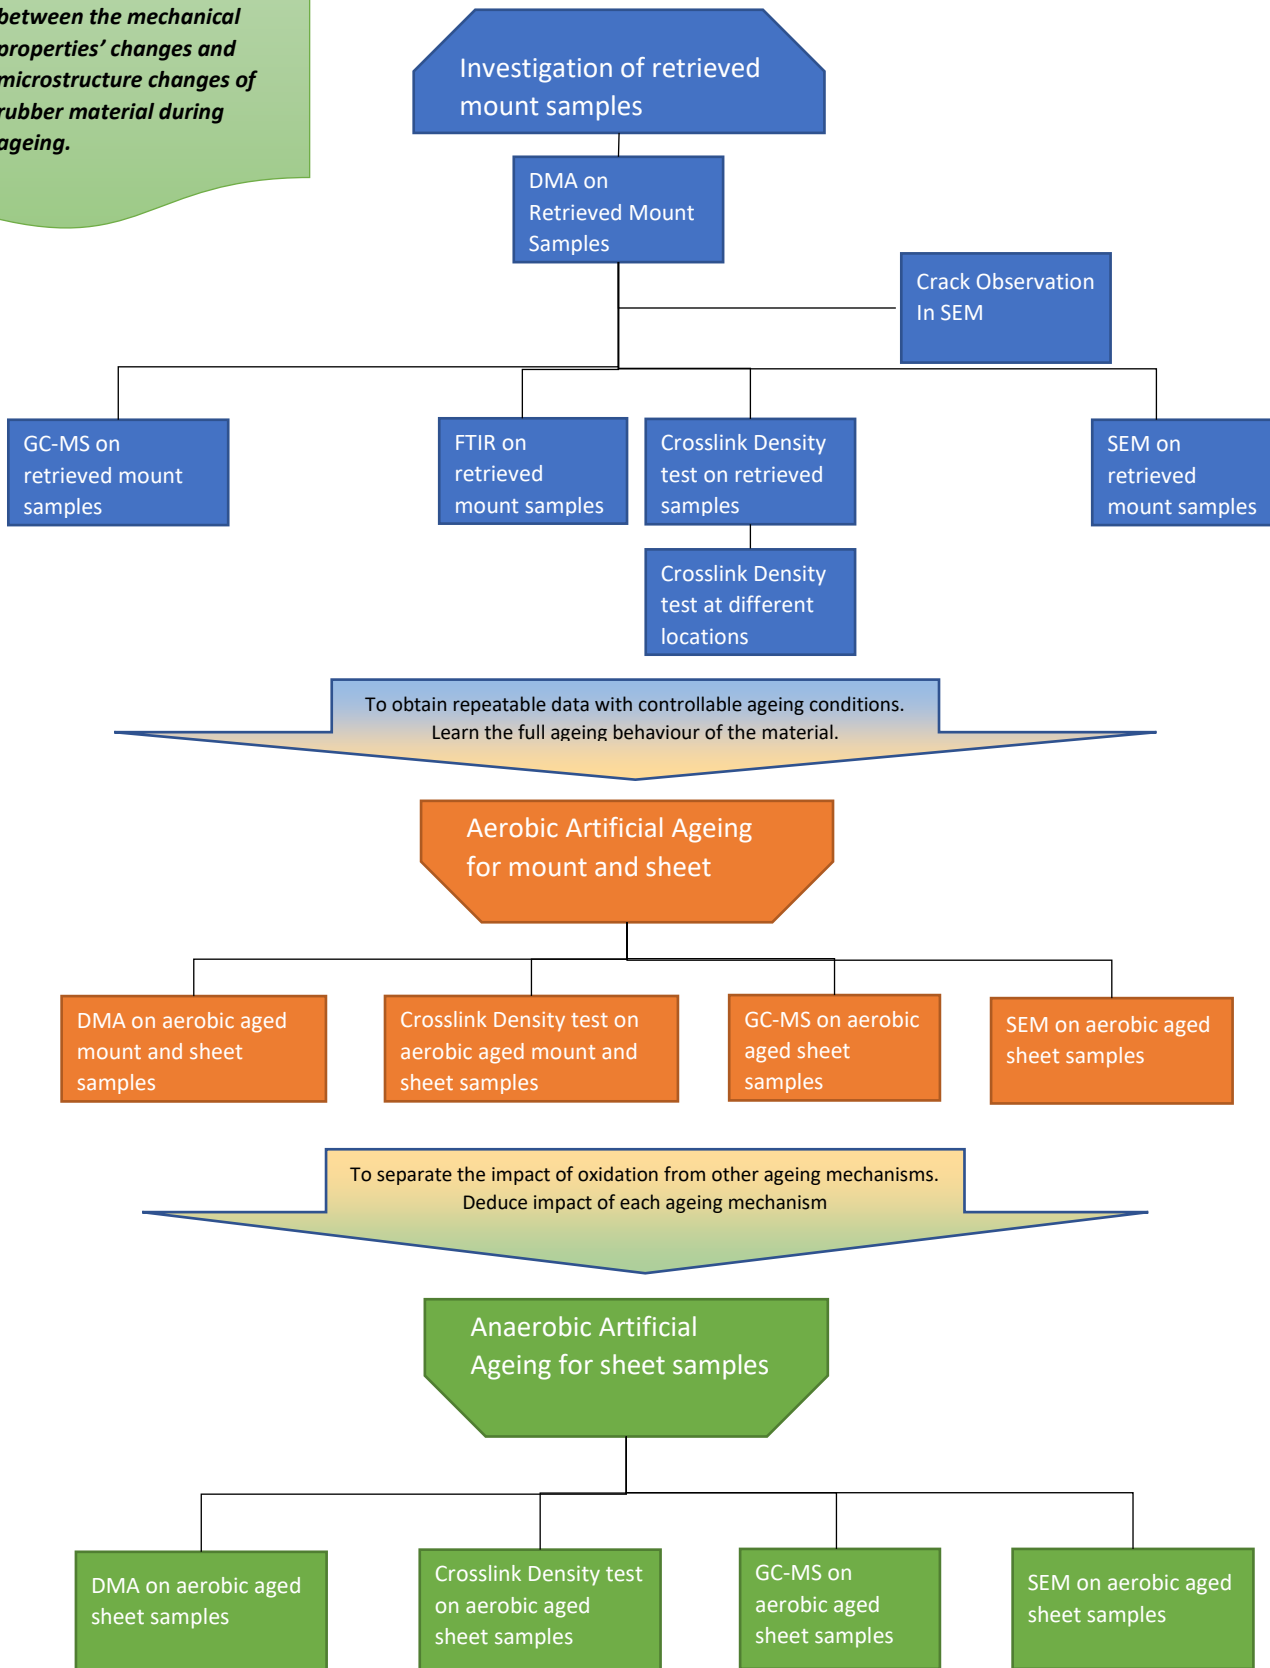 between the mechanical
properties’ changes and
microstructure changes of
rubber material during
ageing.
Investigation of retrieved
mount samples
DMA on
Retrieved Mount
Samples
Crack Observation
In SEM
GC-MS on
retrieved mount
samples
FTIR on
retrieved
mount samples
Crosslink Density
test on retrieved
samples
SEM on
retrieved
mount samples
Crosslink Density
test at different
locations
To obtain repeatable data with controllable ageing conditions.
Learn the full ageing behaviour of the material.
Aerobic Artificial Ageing
for mount and sheet
DMA on aerobic aged
mount and sheet
samples
Crosslink Density test on
aerobic aged mount and
sheet samples
GC-MS on aerobic
aged sheet
samples
SEM on aerobic aged
sheet samples
To separate the impact of oxidation from other ageing mechanisms.
Deduce impact of each ageing mechanism
Anaerobic Artificial
Ageing for sheet samples
DMA on aerobic aged
sheet samples
Crosslink Density test
on aerobic aged
sheet samples
GC-MS on
aerobic aged
sheet samples
SEM on aerobic aged
sheet samples